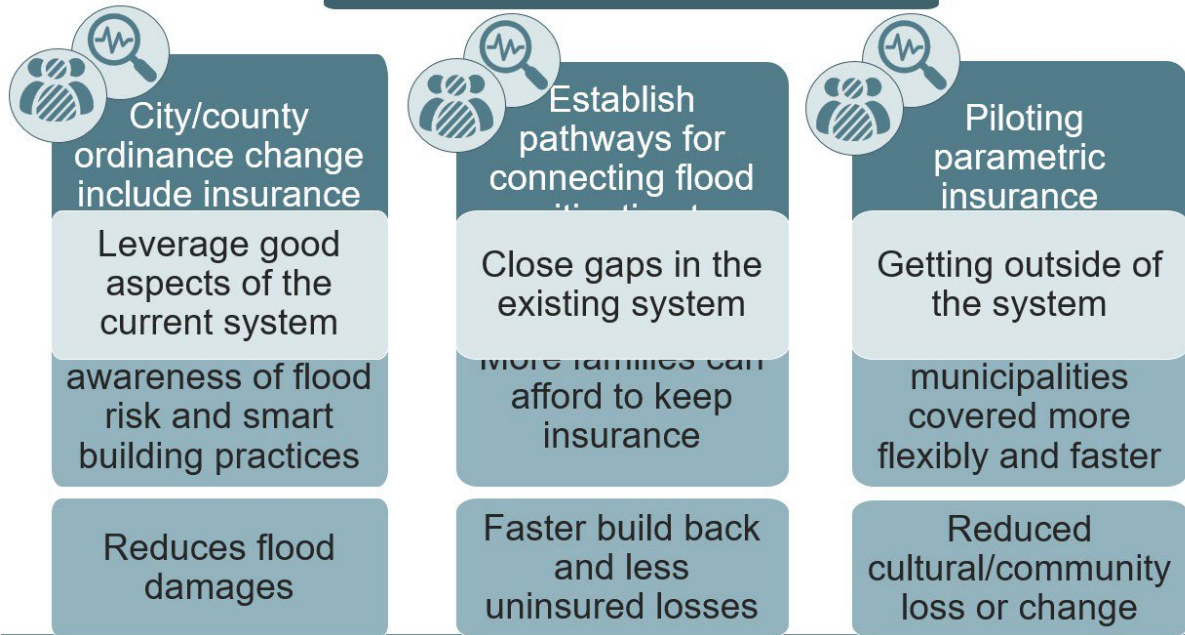 City/county
ordinance change
include insurance
Leverage good
aspects of the
current system
awareness of flood
risk and smart
building practices
Reduces flood
damages
Establish
pathways for
connecting flood
Close gaps in the
existing system
More families can
afford to keep
insurance
Faster build back
and less
uninsured losses
Piloting
parametric
insurance
Getting outside of
the system
municipalities
covered more
flexibly and faster
Reduced
cultural/community
loss or change